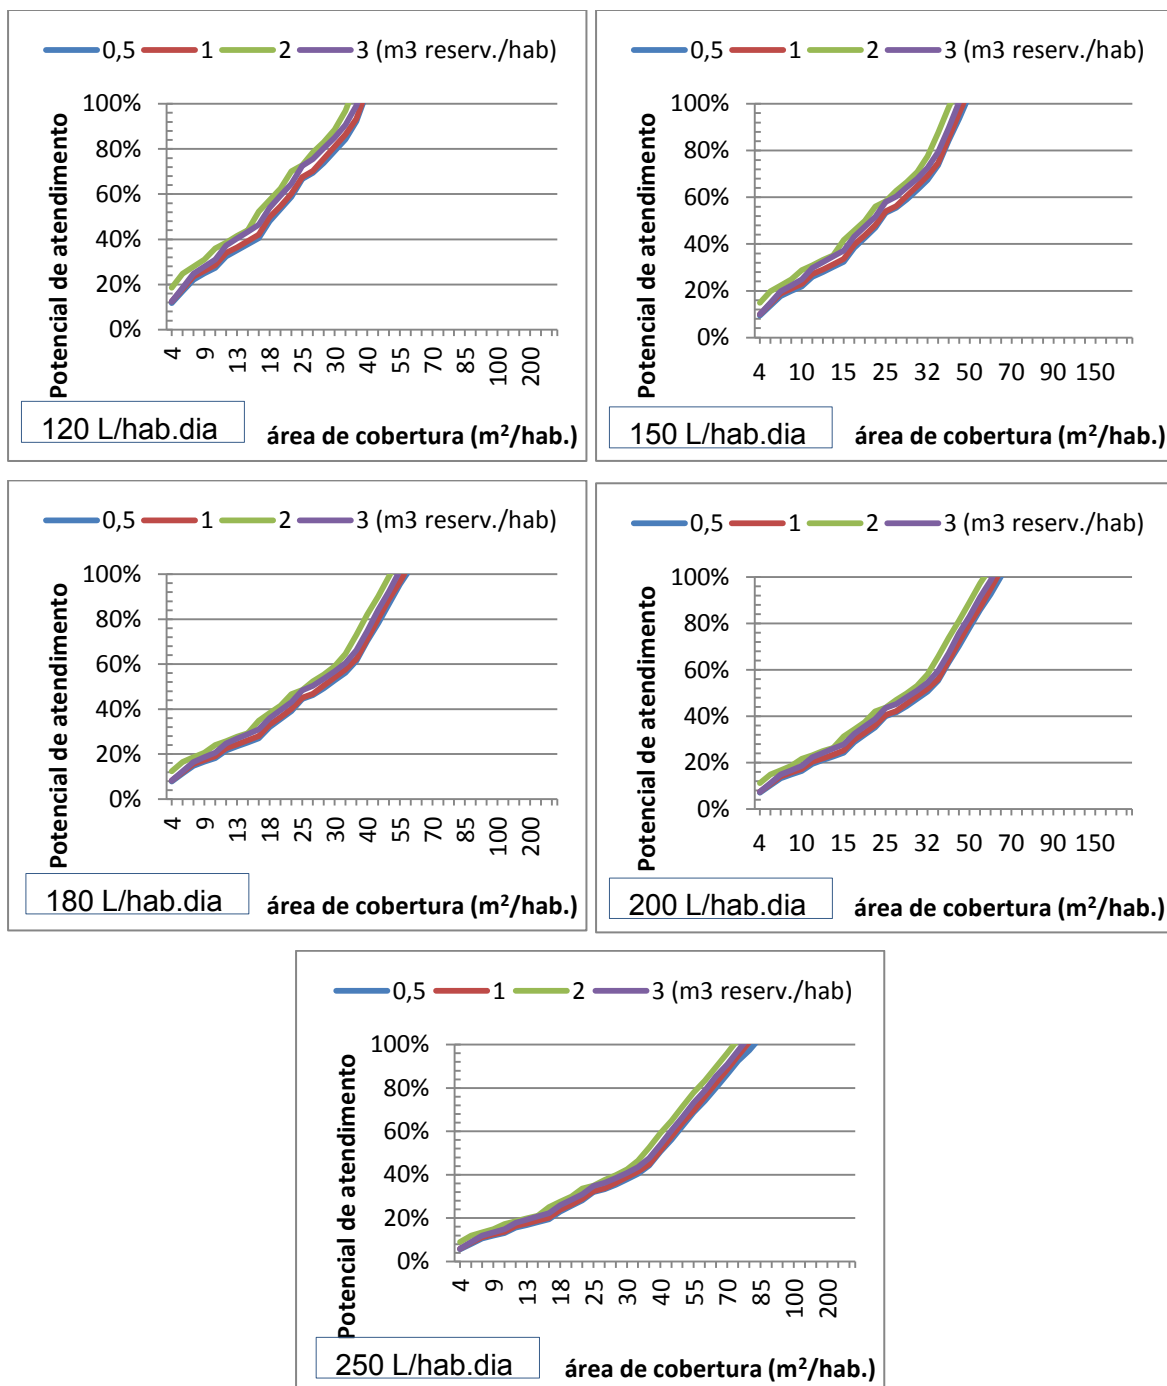 0,5 1 2 3 (m3 reserv./hab)
Potencial de atendimento
100%
80%
60%
40%
20%
0%
4 9 13 18 25 30 40 55 70 85 100 200
120 L/hab.dia
área de cobertura (m²/hab.)
0,5 1 2 3 (m3 reserv./hab)
Potencial de atendimento
100%
80%
60%
40%
20%
0%
4 10 15 25 32 50 70 90 150
150 L/hab.dia
área de cobertura (m²/hab.)
0,5 1 2 3 (m3 reserv./hab)
Potencial de atendimento
100%
80%
60%
40%
20%
0%
4 9 13 18 25 30 40 55 70 85 100 200
180 L/hab.dia
área de cobertura (m²/hab.)
0,5 1 2 3 (m3 reserv./hab)
Potencial de atendimento
100%
80%
60%
40%
20%
0%
4 10 15 25 32 50 70 90 150
200 L/hab.dia
área de cobertura (m²/hab.)
0,5 1 2 3 (m3 reserv./hab)
Potencial de atendimento
100%
80%
60%
40%
20%
0%
4 9 13 18 25 30 40 55 70 85 100 200
250 L/hab.dia
área de cobertura (m²/hab.)